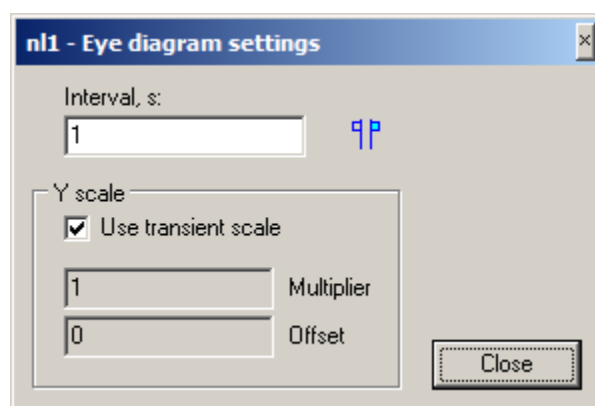 nl1 - Eye diagram settings
Interval, s:
1
Y scale
Use transient scale
1 Multiplier
0 Offset
Close